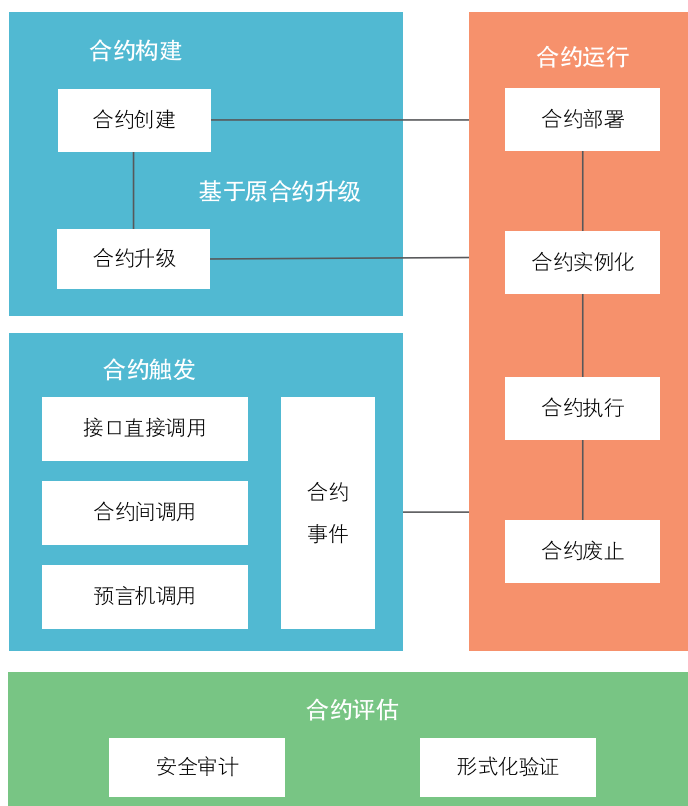 合约构建
合约创建
基于原合约升级
合约升级
合约运行
合约部署
合约实例化
合约执行
合约废止
合约触发
接口直接调用
合约间调用
预言机调用
合约
事件
合约评估
安全审计
形式化验证